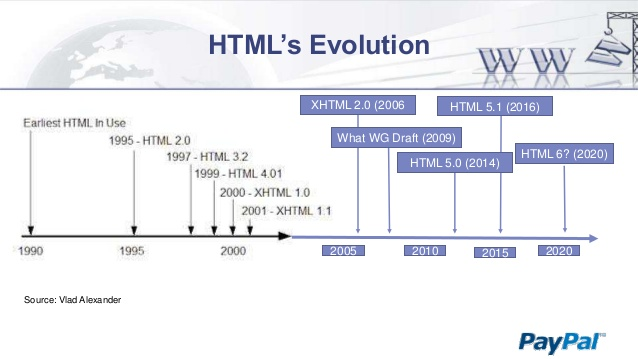 HTML's Evolution
WWW
Earliest HTML In Use
1995 - HTML 2.0
1997 - HTML 3.2
1999 - HTML 4.01
2000 - XHTML 1.0
2001 - XHTML 1.1
XHTML 2.0 (2006
What WG Draft (2009)
HTML 5.0 (2014)
HTML 5.1 (2016)
HTML 6? (2020)
1990
1995
2000
2005
2010
2015
2020
Source: Vlad Alexander
PayPal